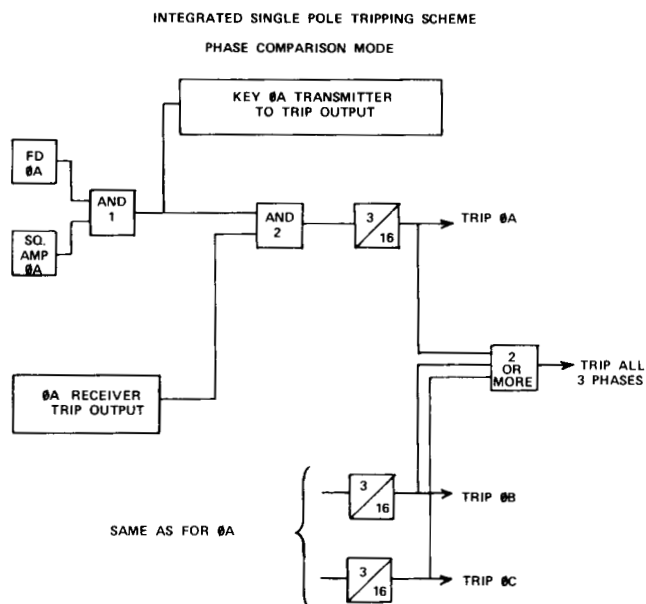 INTEGRATED SINGLE POLE TRIPPING SCHEME
PHASE COMPARISON MODE
KEY ØA TRANSMITTER
TO TRIP OUTPUT
FD
ØA
AND
1
SQ.
AMP
ØA
AND
2
3
16
TRIP ØA
ØA RECEIVER
TRIP OUTPUT
2
OR
MORE
TRIP ALL
3 PHASES
SAME AS FOR ØA
3
16
TRIP ØB
3
16
TRIP ØC